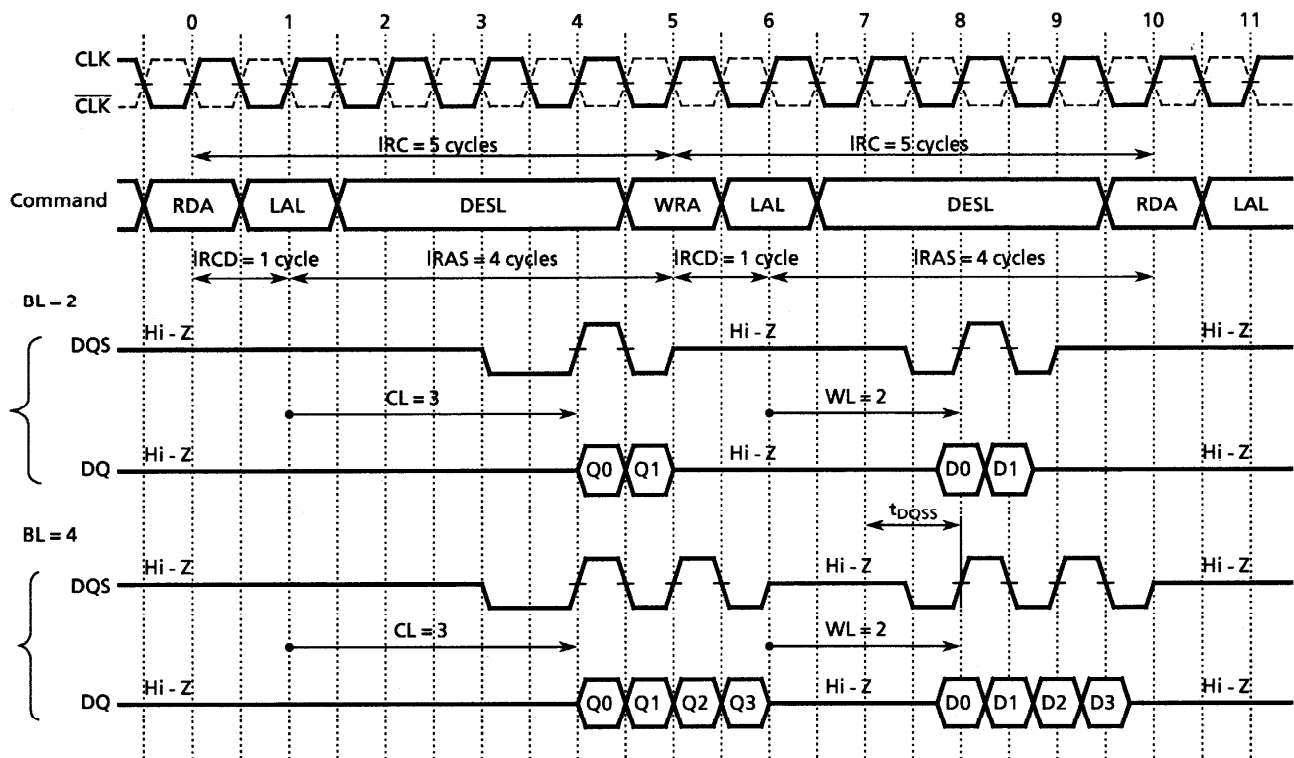 0 1 2 3 4 5 6 7 8 9 10 11
CLK
CLK
IRC = 5 cycles IRC = 5 cycles
Command RDA LAL DESL WRA LAL DESL RDA LAL
IRCD = 1 cycle IRAS = 4 cycles IRCD = 1 cycle IRAS = 4 cycles
BL – 2
DQS Hi - Z Hi - Z Hi - Z
CL = 3 WL = 2
DQ Hi - Z Q0 Q1 Hi - Z D0 D1 Hi - Z
tDQSS
BL = 4
DQS Hi - Z Hi - Z Hi - Z
CL = 3 WL = 2
DQ Hi - Z Q0 Q1 Q2 Q3 Hi - Z D0 D1 D2 D3 Hi - Z